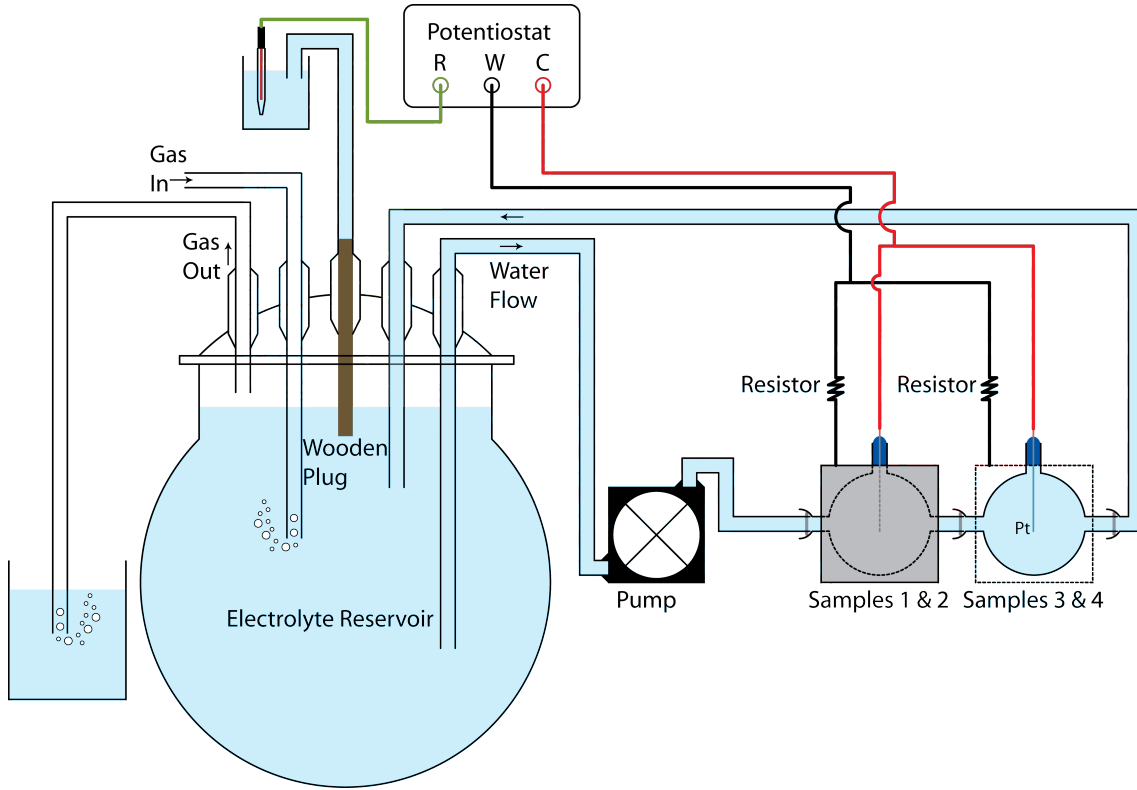 Potentiostat
R W C
Gas
In
Gas
Out
Water
Flow
Resistor
Resistor
Wooden
Plug
Pt
Electrolyte Reservoir
Pump
Samples 1 & 2
Samples 3 & 4